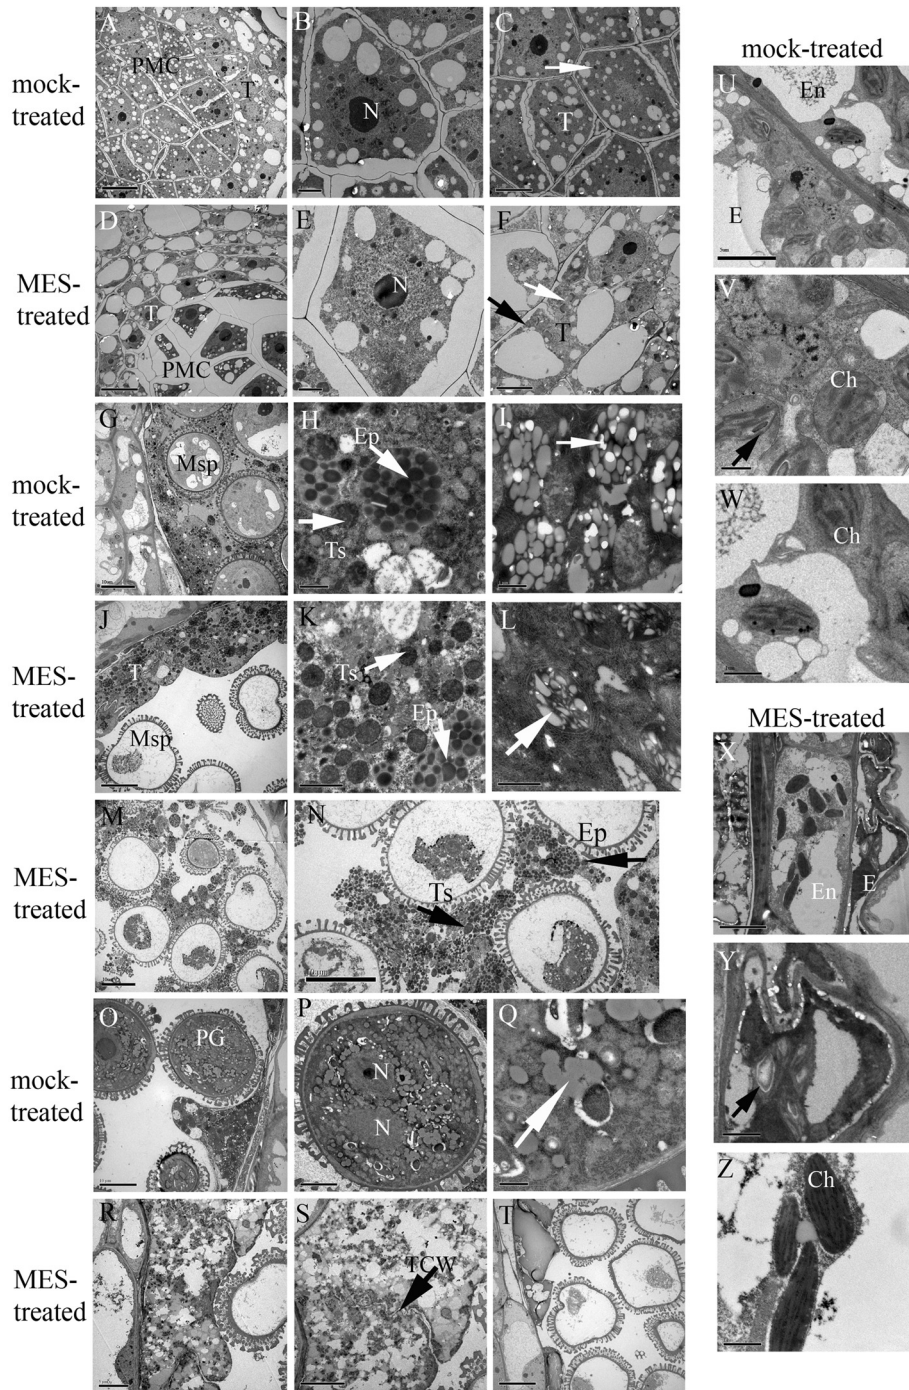 A
PMC
T
B
N
C
T
mock-
treated
D
T
PMC
E
N
F
T
MES-
treated
G
Msp
10um
H
Ep
Ts
I
mock-
treated
J
T
Msp
K
Ts
Ep
L
MES-
treated
M
N
Ep
Ts
MES-
treated
O
PG
P
N
N
Q
mock-
treated
R
S
TCW
T
MES-
treated
mock-treated
U
En
E
V
Ch
W
Ch
MES-treated
X
En
E
Y
Z
Ch